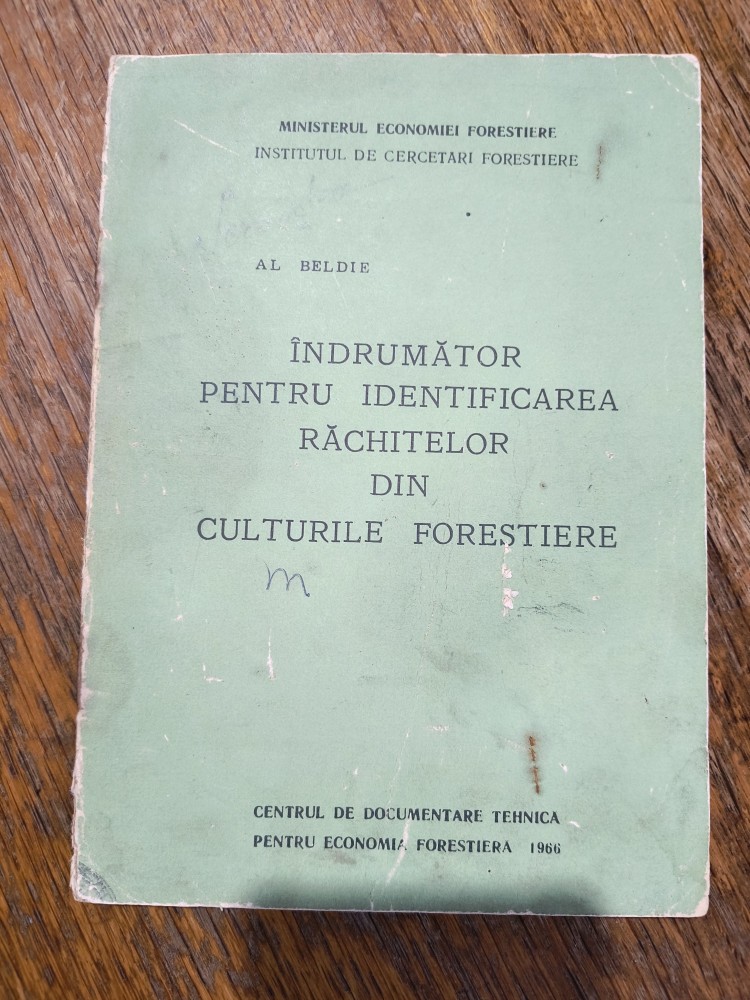 MINISTERUL ECONOMIEI FORESTIERE
INSTITUTUL DE CERCETARI FORESTIERE
AL BELDIE
ÎNDRUMĂTOR
PENTRU IDENTIFICAREA
RĂCHITELOR
DIN
CULTURILE FORESTIERE
m
CENTRUL DE DOCUMENTARE TEHNICA
PENTRU ECONOMIA FORESTIERA 1966